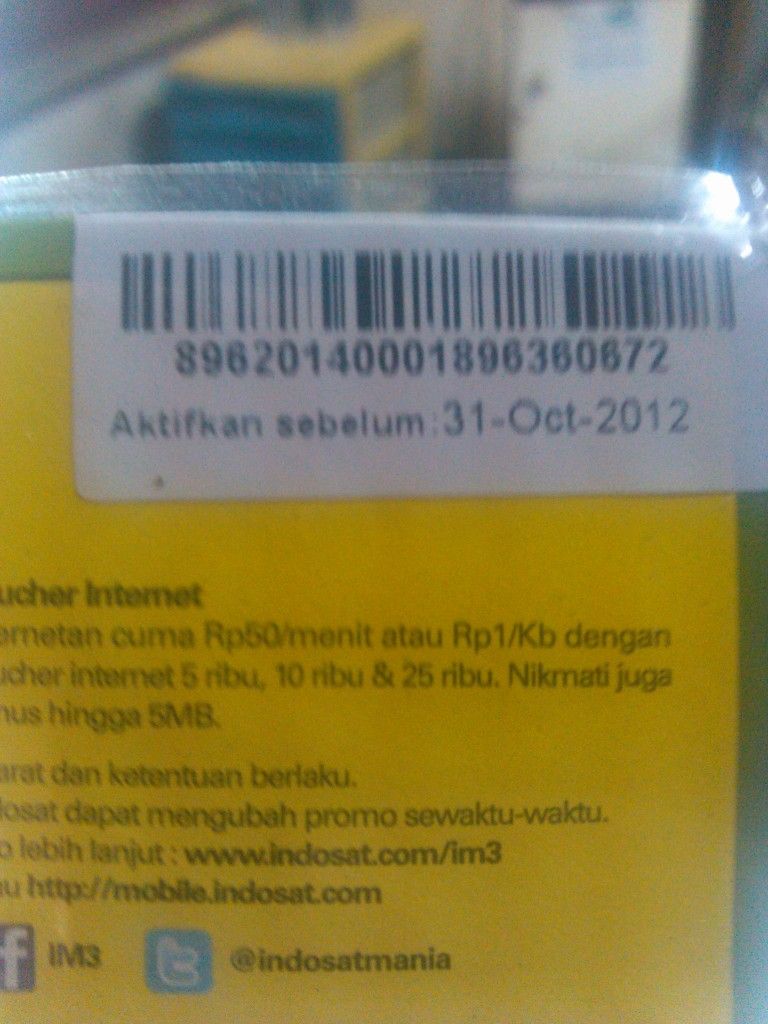 89620140001896360672
Aktifkan sebelum:31-Oct-2012
ucher Internet
ernetan cuma Rp50/menit atau Rp1/Kb dengan
ucher internet 5 ribu, 10 ribu & 25 ribu. Nikmati juga
nus hingga 5MB.
arat dan ketentuan berlaku.
dosat dapat mengubah promo sewaktu-waktu.
o lebih lanjut : www.indosat.com/im3
au http://mobile.indosat.com
f IM3 @indosatmania